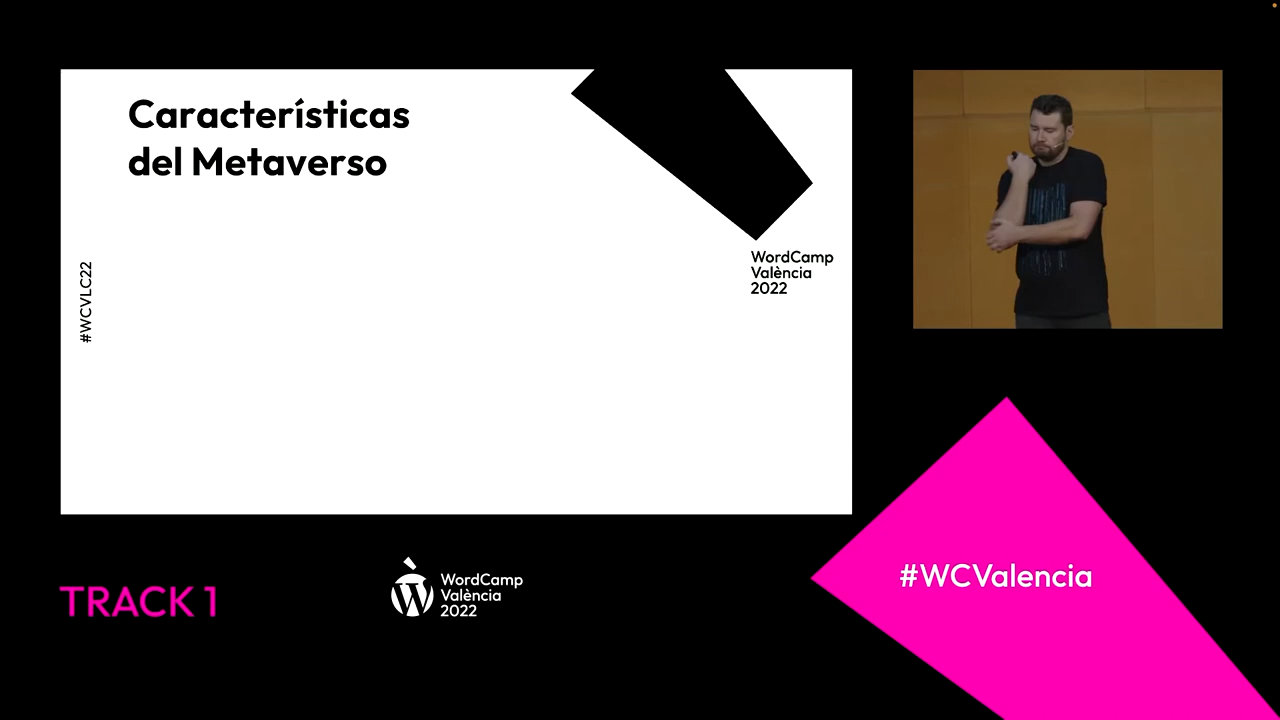 Características
del Metaverso
#WCVLC22
WordCamp
València
2022
TRACK 1
WordCamp
València
2022
#WCValencia